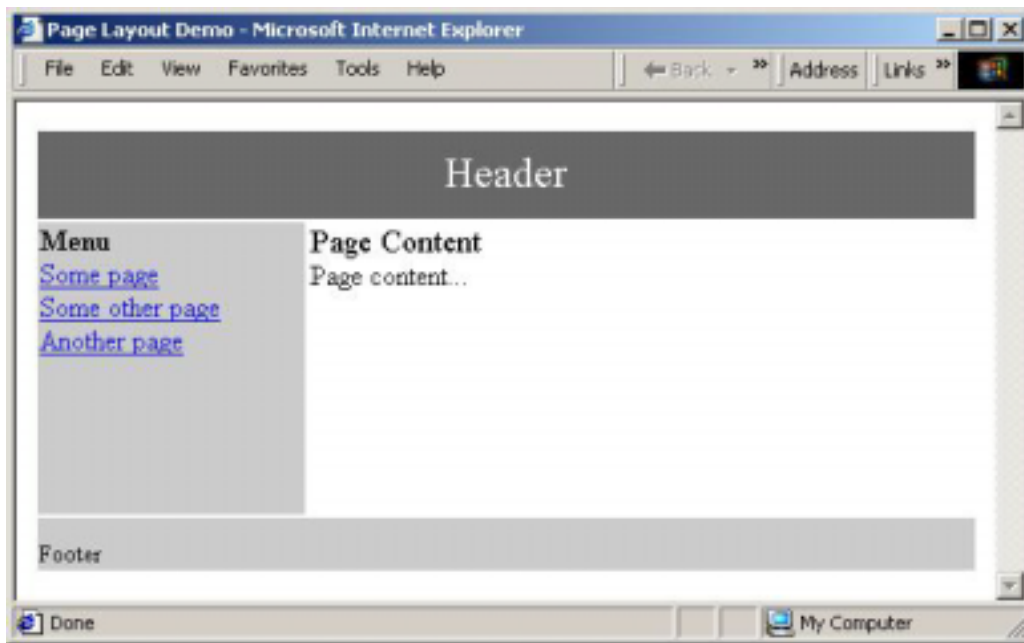 Page Layout Demo - Microsoft Internet Explorer
File Edit View Favorites Tools Help Back » Address Links »
Header
Menu
Some page
Some other page
Another page
Page Content
Page content...
Footer
Done My Computer